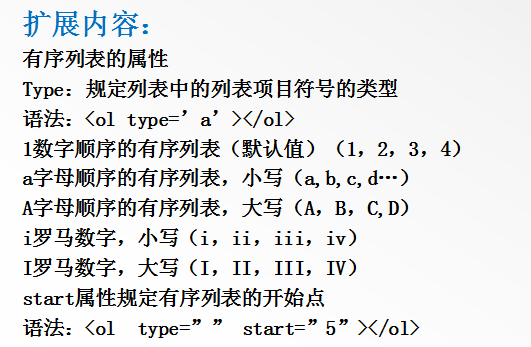 扩展内容：
有序列表的属性
Type：规定列表中的列表项目符号的类型
语法：<ol type=’a’></ol>
1数字顺序的有序列表（默认值）（1，2，3，4）
a字母顺序的有序列表，小写（a,b,c,d…）
A字母顺序的有序列表，大写（A，B，C,D）
i罗马数字，小写（i，ii，iii，iv）
I罗马数字，大写（I，II，III，IV）
start属性规定有序列表的开始点
语法：<ol  type=”” start=”5”></ol>